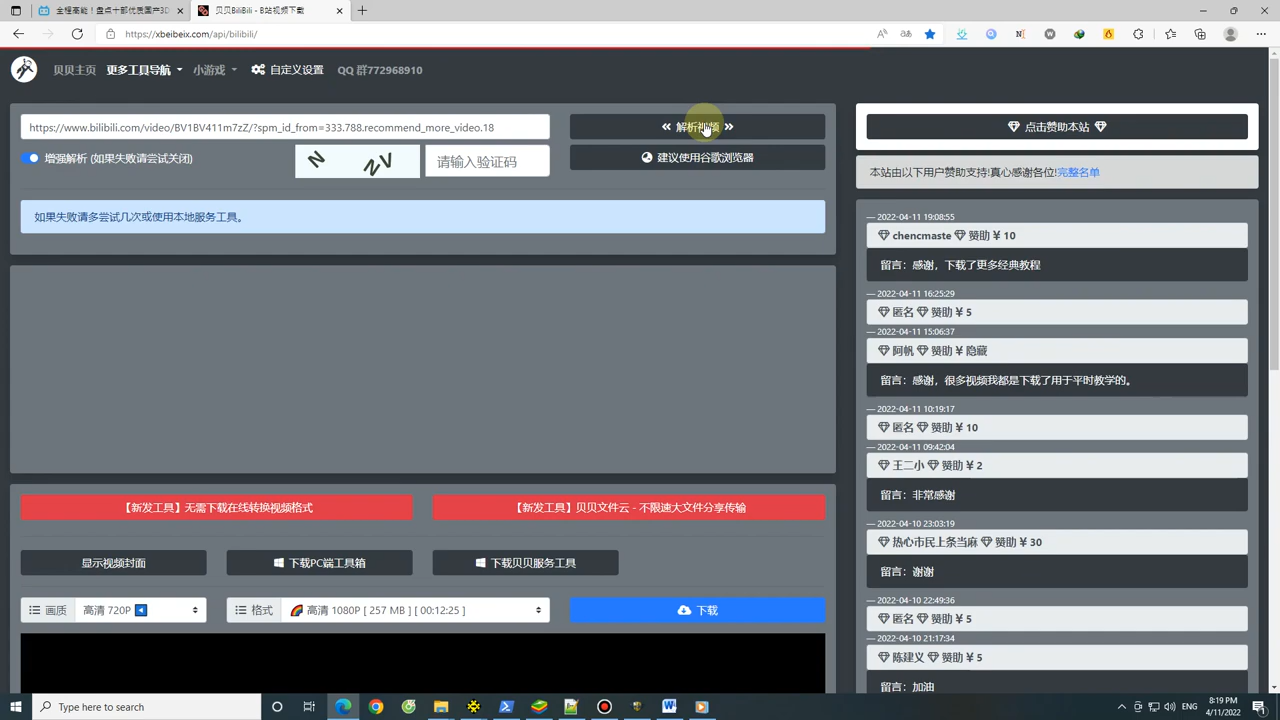 全程高能！盘点十部优质国产3D
贝贝BiliBili - B站视频下载
https://xbeibeix.com/api/bilibili/
贝贝主页
更多工具导航
小游戏
自定义设置
QQ 群772968910
https://www.bilibili.com/video/BV1BV411m7zZ/?spm_id_from=333.788.recommend_more_video.18
解析视频
增强解析 (如果失败请尝试关闭)
N
NV
请输入验证码
建议使用谷歌浏览器
如果失败请多尝试几次或使用本地服务工具。
【新发工具】无需下载在线转换视频格式
【新发工具】贝贝文件云 - 不限速大文件分享传输
显示视频封面
下载PC端工具箱
下载贝贝服务工具
画质
高清 720P
格式
高清 1080P [ 257 MB ] [ 00:12:25 ]
下载
点击赞助本站
本站由以下用户赞助支持!真心感谢各位!完整名单
— 2022-04-11 19:08:55
chencmaste 赞助 ¥ 10
留言：感谢，下载了更多经典教程
— 2022-04-11 16:25:29
匿名 赞助 ¥ 5
— 2022-04-11 15:06:37
阿帆 赞助 ¥ 隐藏
留言：感谢，很多视频我都是下载了用于平时教学的。
— 2022-04-11 10:19:17
匿名 赞助 ¥ 10
— 2022-04-11 09:42:04
王二小 赞助 ¥ 2
留言：非常感谢
— 2022-04-10 23:03:19
热心市民上条当麻 赞助 ¥ 30
留言：谢谢
— 2022-04-10 22:49:36
匿名 赞助 ¥ 5
— 2022-04-10 21:17:34
陈建义 赞助 ¥ 5
留言：加油
Type here to search
ENG
8:19 PM
4/11/2022